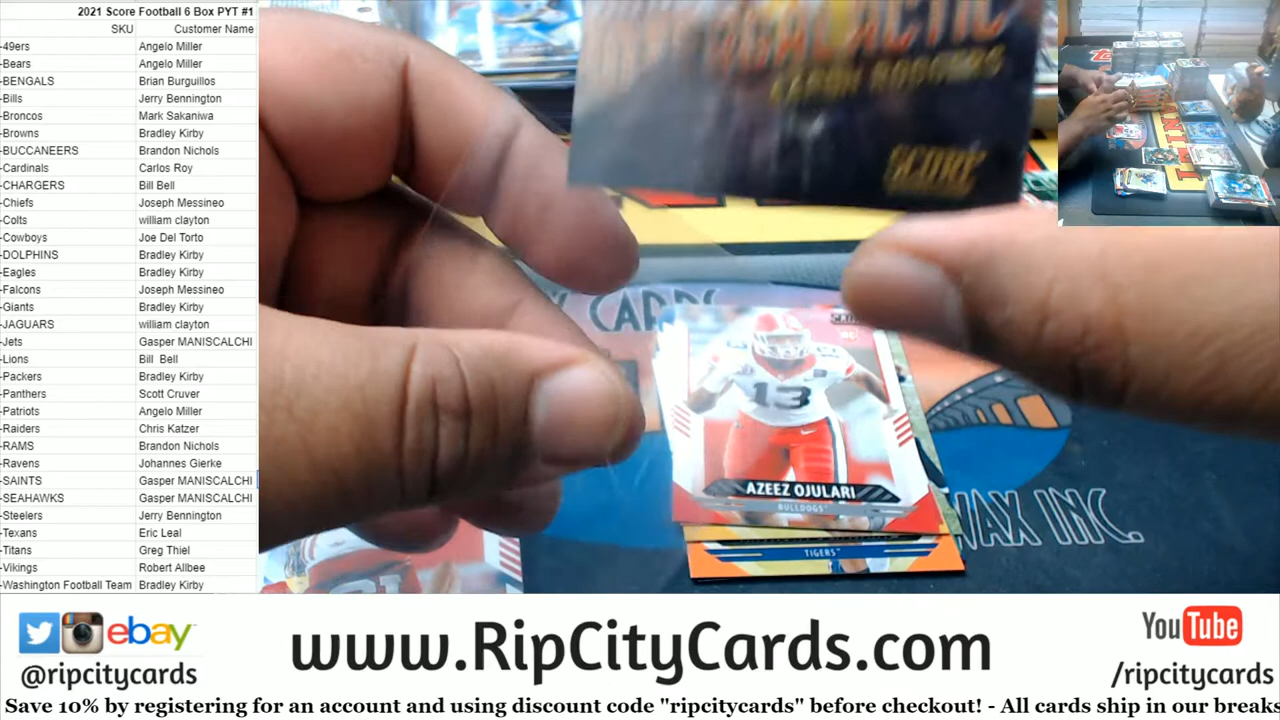 2021 Score Football 6 Box PYT #1
SKU Customer Name
-49ers Angelo Miller
-Bears Angelo Miller
-BENGALS Brian Burguillos
-Bills Jerry Bennington
-Broncos Mark Sakaniwa
-Browns Bradley Kirby
-BUCCANEERS Brandon Nichols
-Cardinals Carlos Roy
-CHARGERS Bill Bell
-Chiefs Joseph Messineo
-Colts william clayton
-Cowboys Joe Del Torto
-DOLPHINS Bradley Kirby
-Eagles Bradley Kirby
-Falcons Joseph Messineo
-Giants Bradley Kirby
-JAGUARS william clayton
-Jets Gasper MANISCALCHI
-Lions Bill Bell
-Packers Bradley Kirby
-Panthers Scott Cruver
-Patriots Angelo Miller
-Raiders Chris Katzer
-RAMS Brandon Nichols
-Ravens Johannes Gierke
-SAINTS Gasper MANISCALCHI
-SEAHAWKS Gasper MANISCALCHI
-Steelers Jerry Bennington
-Texans Eric Leal
-Titans Greg Thiel
-Vikings Robert Allbee
-Washington Football Team Bradley Kirby
SCORE
CARDS
13
AZEEZ OJULARI
BULLDOGS
TIGERS
WAX INC.
ebay
@ripcitycards
www.RipCityCards.com
YouTube
/ripcitycards
Save 10% by registering for an account and using discount code "ripcitycards" before checkout! - All cards ship in our breaks